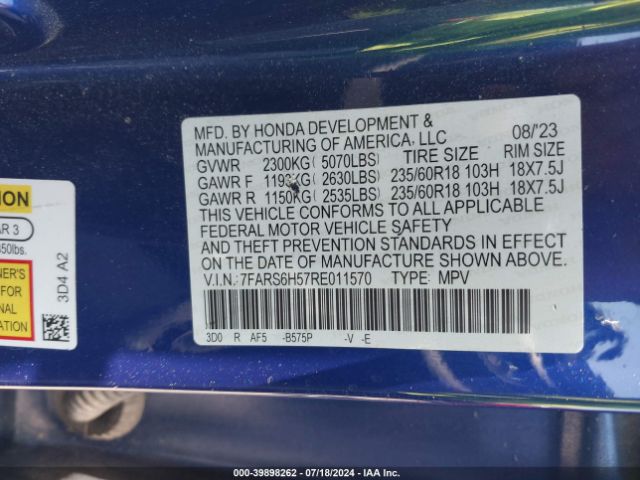 MFD. BY HONDA DEVELOPMENT &
MANUFACTURING OF AMERICA, LLC 08/'23
GVWR 2300KG( 5070LBS) TIRE SIZE RIM SIZE
GAWR F 1193KG( 2630LBS) 235/60R18 103H 18X7.5J
GAWR R 1150KG( 2535LBS) 235/60R18 103H 18X7.5J
THIS VEHICLE CONFORMS TO ALL APPLICABLE
FEDERAL MOTOR VEHICLE SAFETY
AND THEFT PREVENTION STANDARDS IN EFFECT
ON THE DATE OF MANUFACTURE SHOWN ABOVE.
V.I.N: 7FARS6H57RE011570 TYPE: MPV
3D0 R AF5 -B575P -V -E
3D4 A2
000-39898262 - 07/18/2024 - IAA Inc.